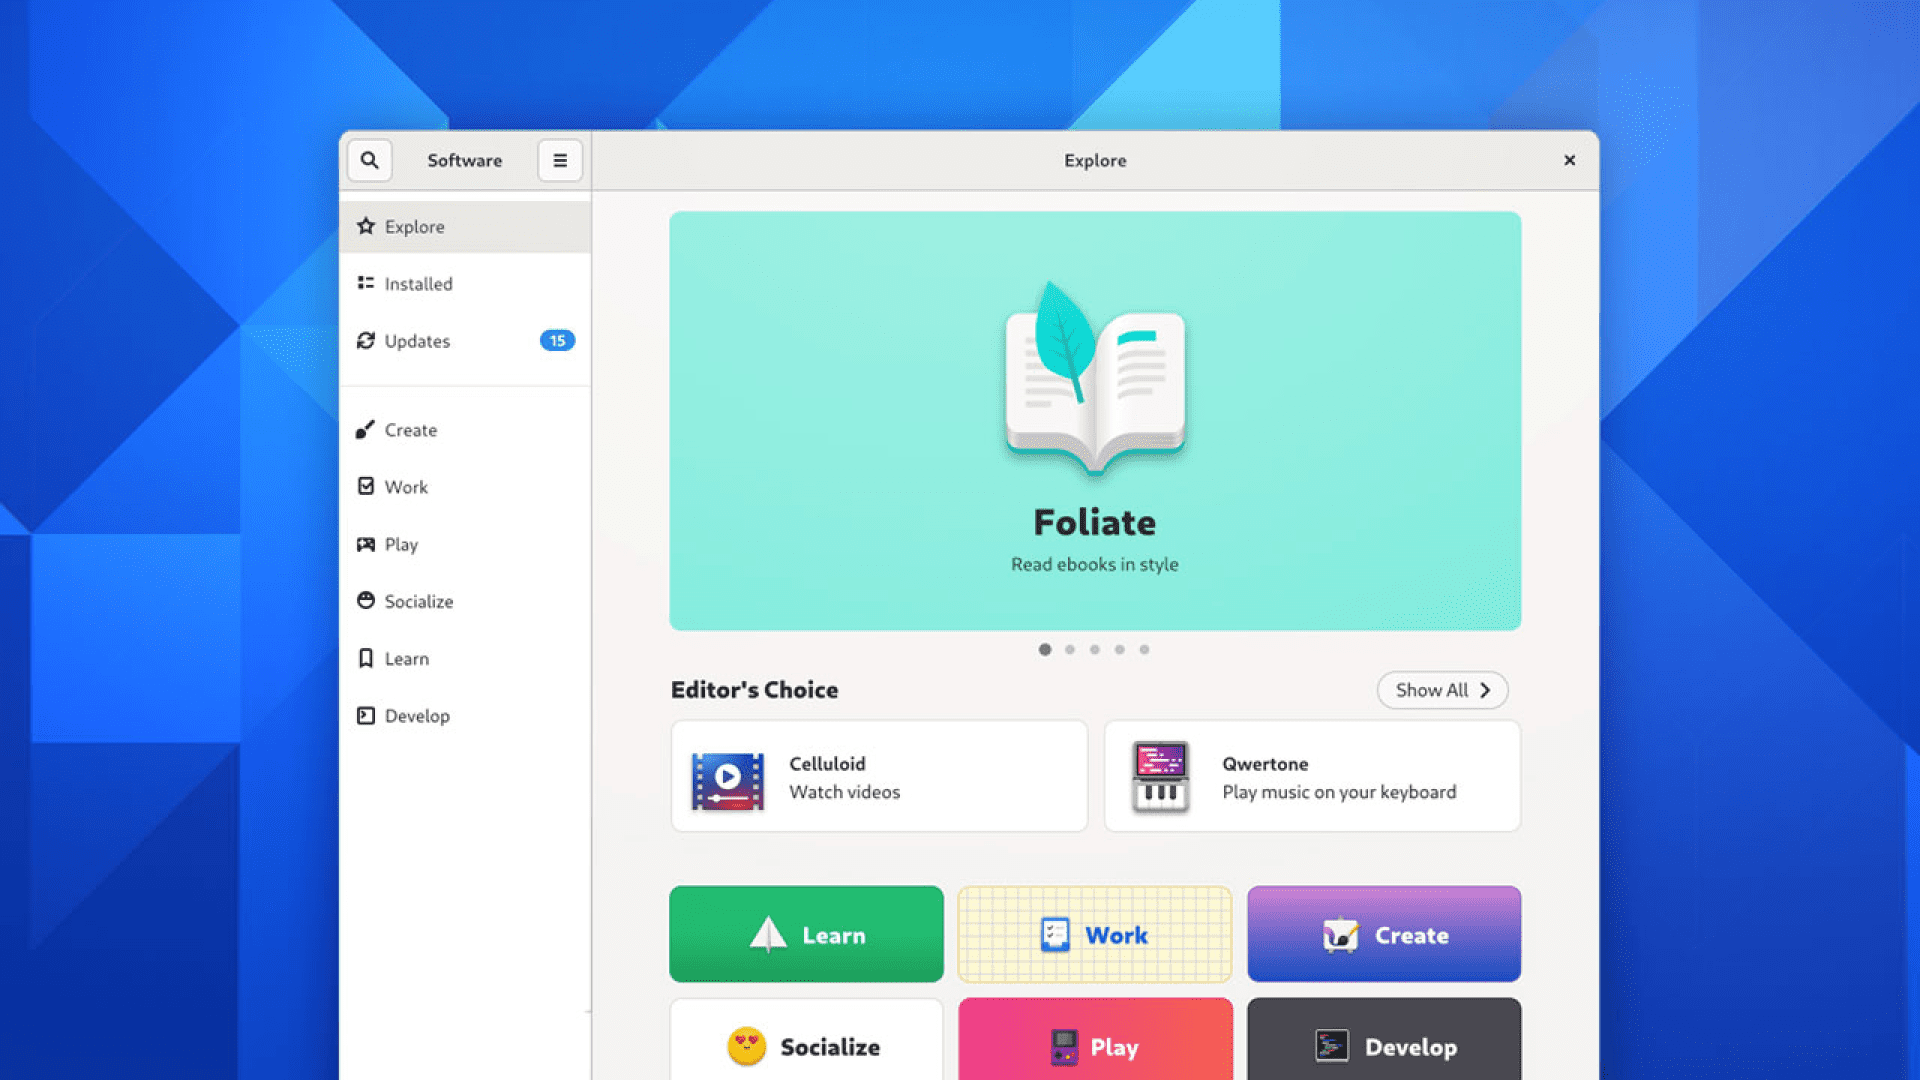 Software
Explore
Explore
Installed
Updates
15
Create
Work
Play
Socialize
Learn
Develop
Foliate
Read ebooks in style
Editor's Choice
Show All
Celluloid
Watch videos
Qwertone
Play music on your keyboard
Learn
Work
Create
Socialize
Play
Develop